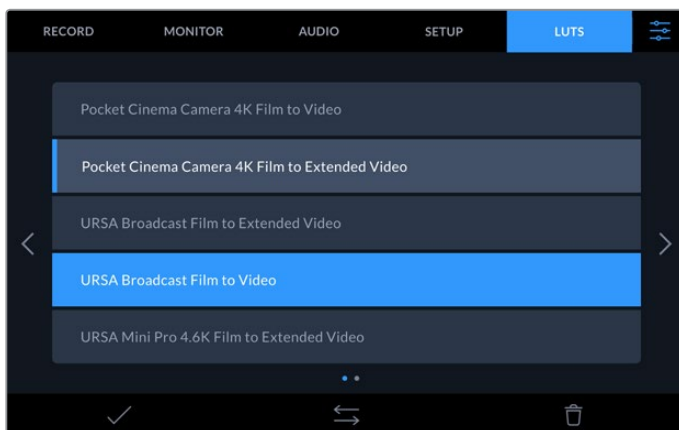 RECORD MONITOR AUDIO SETUP LUTS
Pocket Cinema Camera 4K Film to Video
Pocket Cinema Camera 4K Film to Extended Video
URSA Broadcast Film to Extended Video
URSA Broadcast Film to Video
URSA Mini Pro 4.6K Film to Extended Video